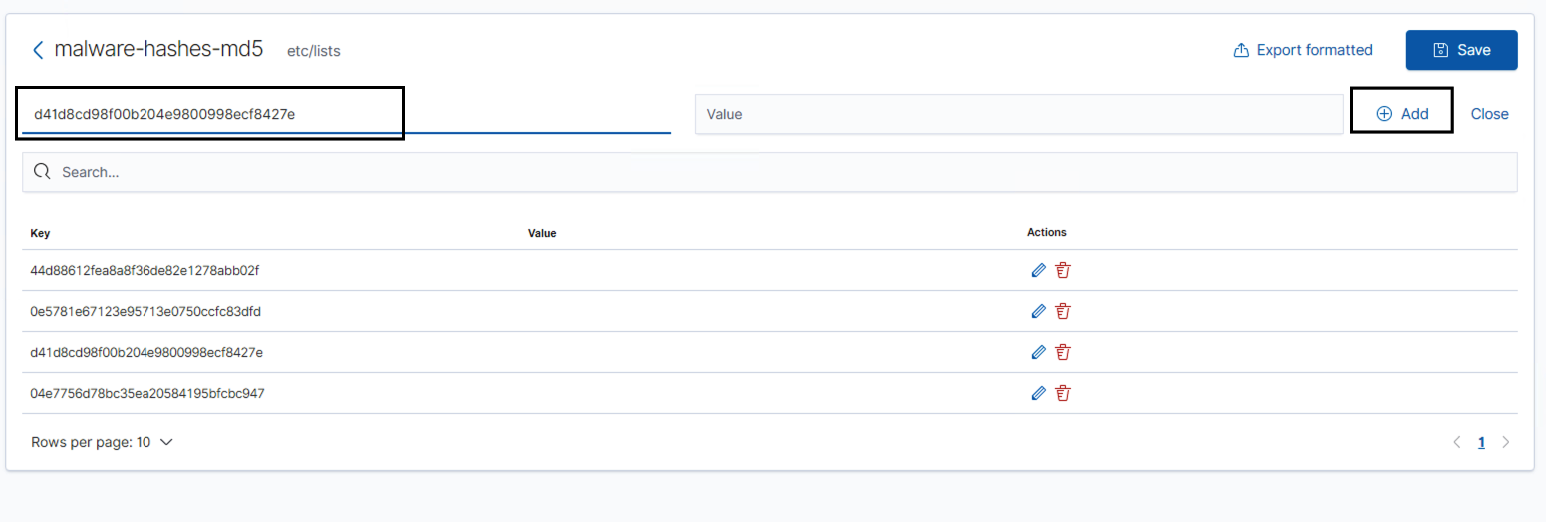 malware-hashes-md5 etc/lists Export formatted Save
d41d8cd98f00b204e9800998ecf8427e Value Add Close
Search...
Key Value Actions
44d88612fea8a8f36de82e1278abb02f
0e5781e67123e95713e0750ccfc83dfd
d41d8cd98f00b204e9800998ecf8427e
04e7756d78bc35ea20584195bfcbc947
Rows per page: 10 1